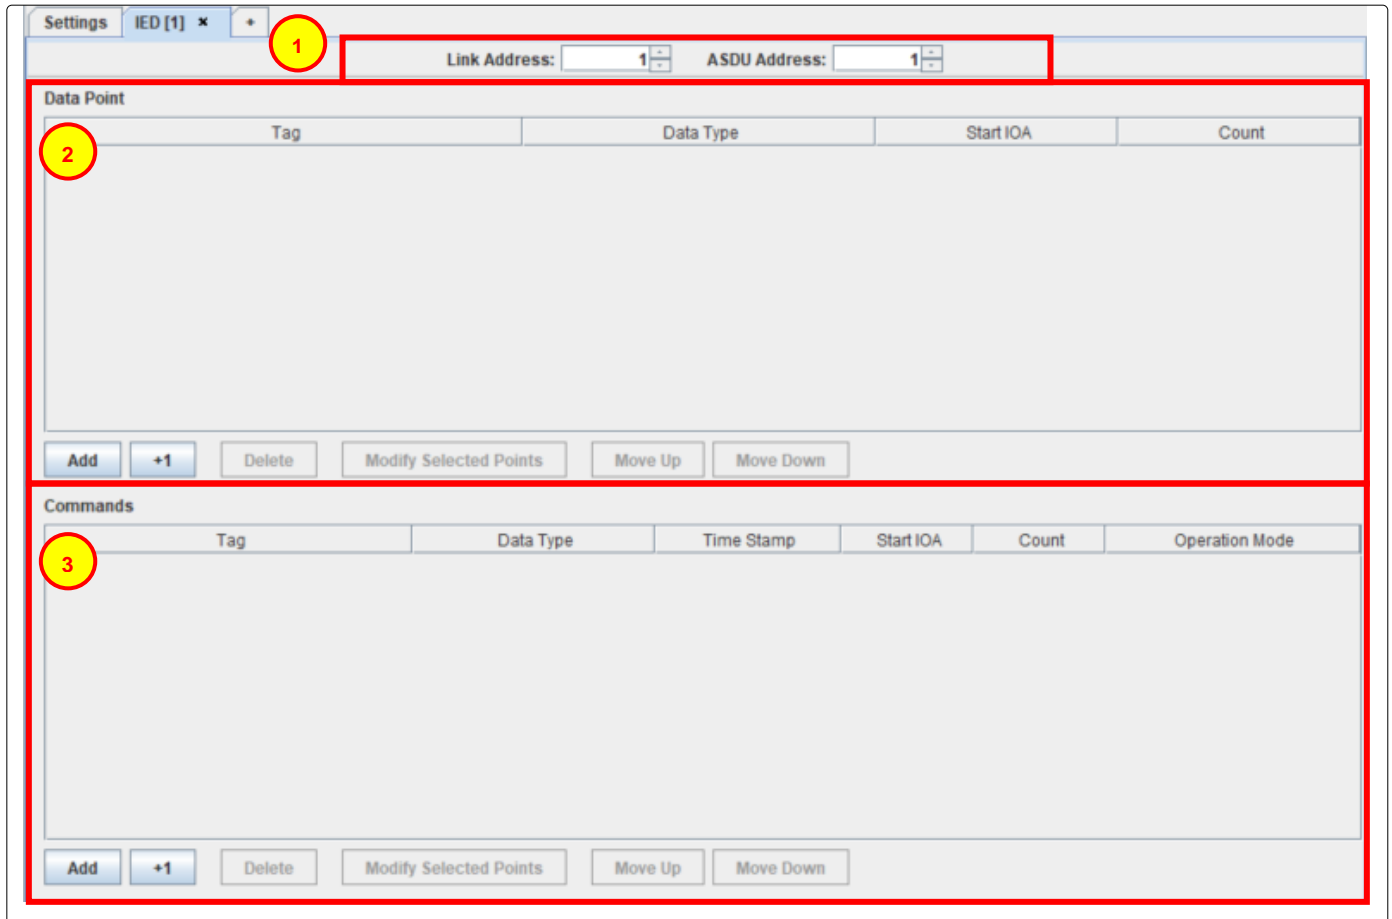 Settings IED [1] × +
1
Link Address: 1 ASDU Address: 1
Data Point
Tag Data Type Start IOA Count
2
Add +1 Delete Modify Selected Points Move Up Move Down
Commands
Tag Data Type Time Stamp Start IOA Count Operation Mode
3
Add +1 Delete Modify Selected Points Move Up Move Down